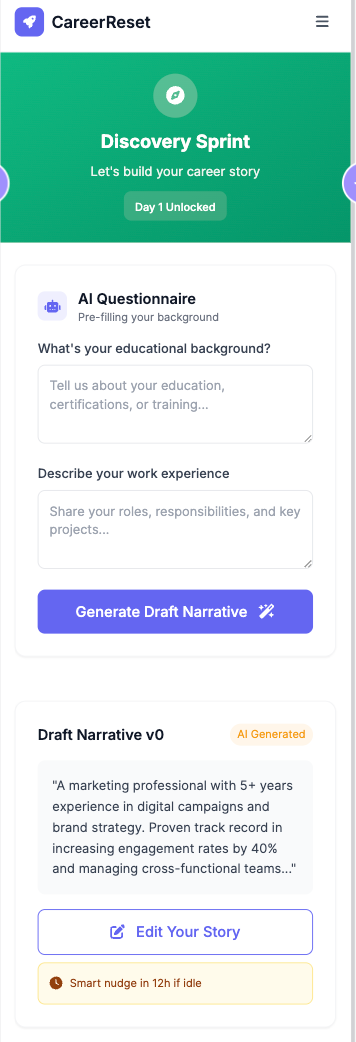 CareerReset
Discovery Sprint
Let's build your career story
Day 1 Unlocked
AI Questionnaire
Pre-filling your background
What's your educational background?
Tell us about your education,
certifications, or training...
Describe your work experience
Share your roles, responsibilities, and key
projects...
Generate Draft Narrative
Draft Narrative v0
AI Generated
"A marketing professional with 5+ years
experience in digital campaigns and
brand strategy. Proven track record in
increasing engagement rates by 40%
and managing cross-functional teams..."
Edit Your Story
Smart nudge in 12h if idle